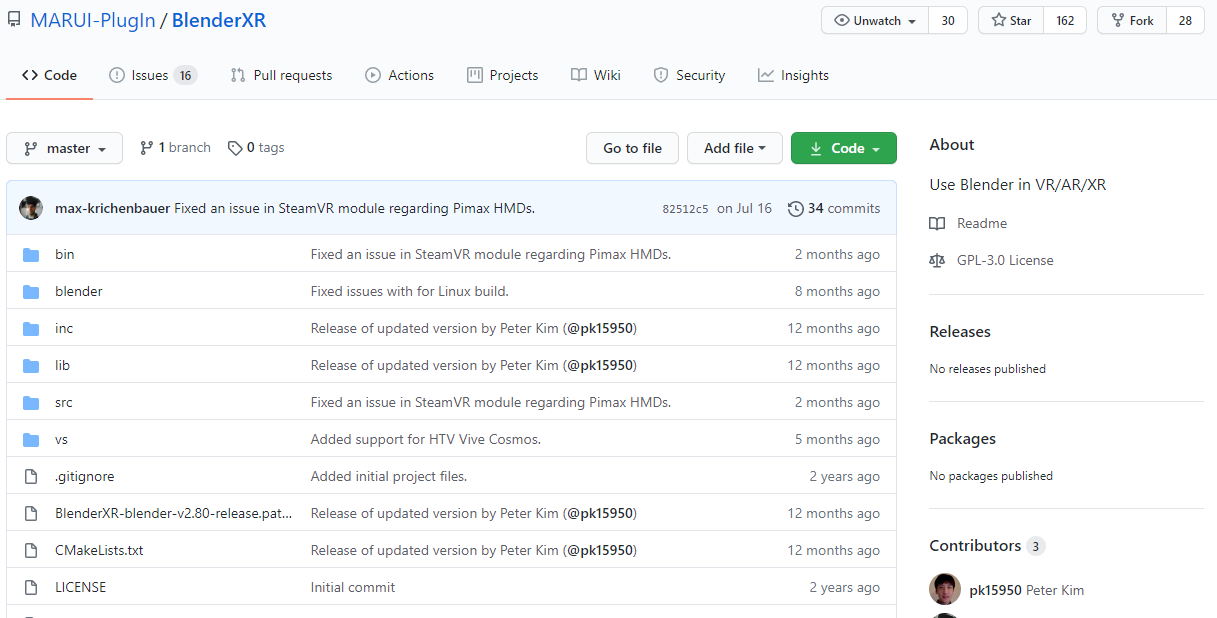 MARUI-PlugIn / BlenderXR
Unwatch 30 Star 162 Fork 28
Code Issues 16 Pull requests Actions Projects Wiki Security Insights
master 1 branch 0 tags Go to file Add file Code
max-krichenbauer Fixed an issue in SteamVR module regarding Pimax HMDs. 82512c5 on Jul 16 34 commits
bin Fixed an issue in SteamVR module regarding Pimax HMDs. 2 months ago
blender Fixed issues with for Linux build. 8 months ago
inc Release of updated version by Peter Kim (@pk15950) 12 months ago
lib Release of updated version by Peter Kim (@pk15950) 12 months ago
src Fixed an issue in SteamVR module regarding Pimax HMDs. 2 months ago
vs Added support for HTV Vive Cosmos. 5 months ago
.gitignore Added initial project files. 2 years ago
BlenderXR-blender-v2.80-release.pat... Release of updated version by Peter Kim (@pk15950) 12 months ago
CMakeLists.txt Release of updated version by Peter Kim (@pk15950) 12 months ago
LICENSE Initial commit 2 years ago
About
Use Blender in VR/AR/XR
Readme
GPL-3.0 License
Releases
No releases published
Packages
No packages published
Contributors 3
pk15950 Peter Kim